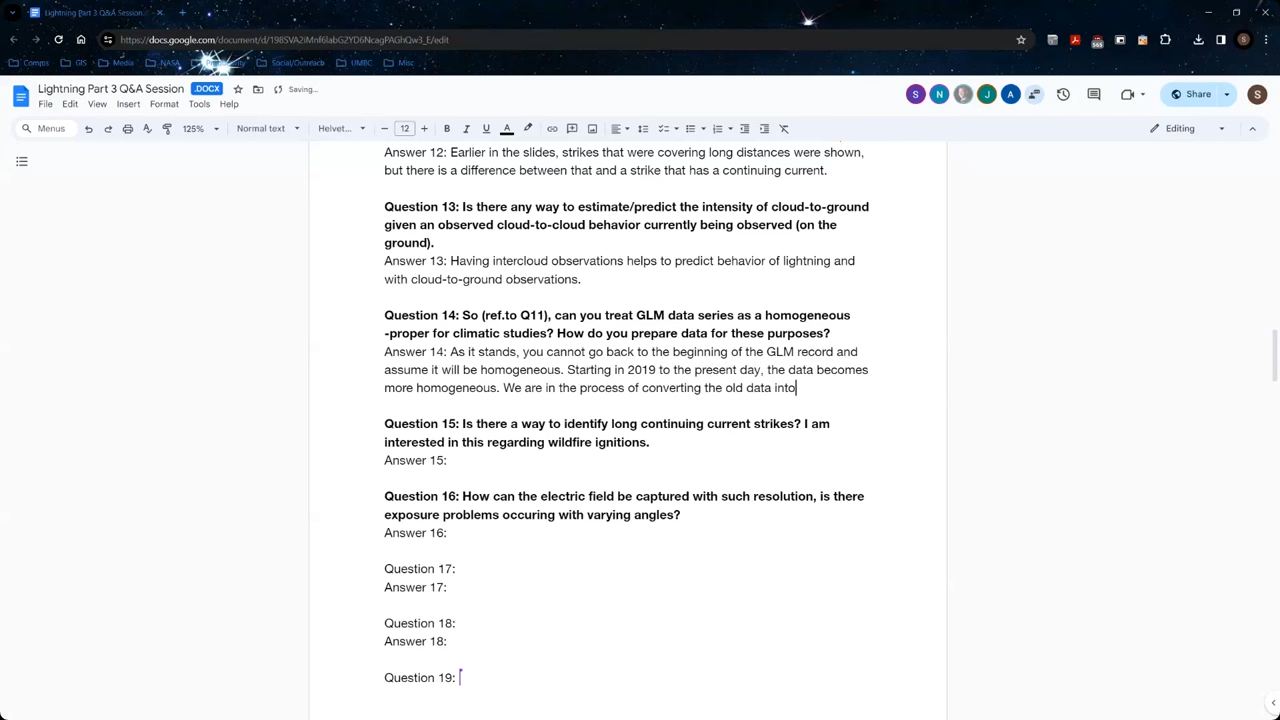 Lightning Part 3 Q&A Session
https://docs.google.com/document/d/198SVA2iMnf6labGZYD6NcagPAGhQw3_E/edit
Comps GIS Media NASA Social/Outreach UMBC Misc
Lightning Part 3 Q&A Session .DOCX Saving...
File Edit View Insert Format Tools Help
S N J A Share S
Menus 125% Normal text Helvet... 12 B I U A Editing
Answer 12: Earlier in the slides, strikes that were covering long distances were shown,
but there is a difference between that and a strike that has a continuing current.
Question 13: Is there any way to estimate/predict the intensity of cloud-to-ground
given an observed cloud-to-cloud behavior currently being observed (on the
ground).
Answer 13: Having intercloud observations helps to predict behavior of lightning and
with cloud-to-ground observations.
Question 14: So (ref.to Q11), can you treat GLM data series as a homogeneous
-proper for climatic studies? How do you prepare data for these purposes?
Answer 14: As it stands, you cannot go back to the beginning of the GLM record and
assume it will be homogeneous. Starting in 2019 to the present day, the data becomes
more homogeneous. We are in the process of converting the old data into
Question 15: Is there a way to identify long continuing current strikes? I am
interested in this regarding wildfire ignitions.
Answer 15:
Question 16: How can the electric field be captured with such resolution, is there
exposure problems occuring with varying angles?
Answer 16:
Question 17:
Answer 17:
Question 18:
Answer 18:
Question 19: